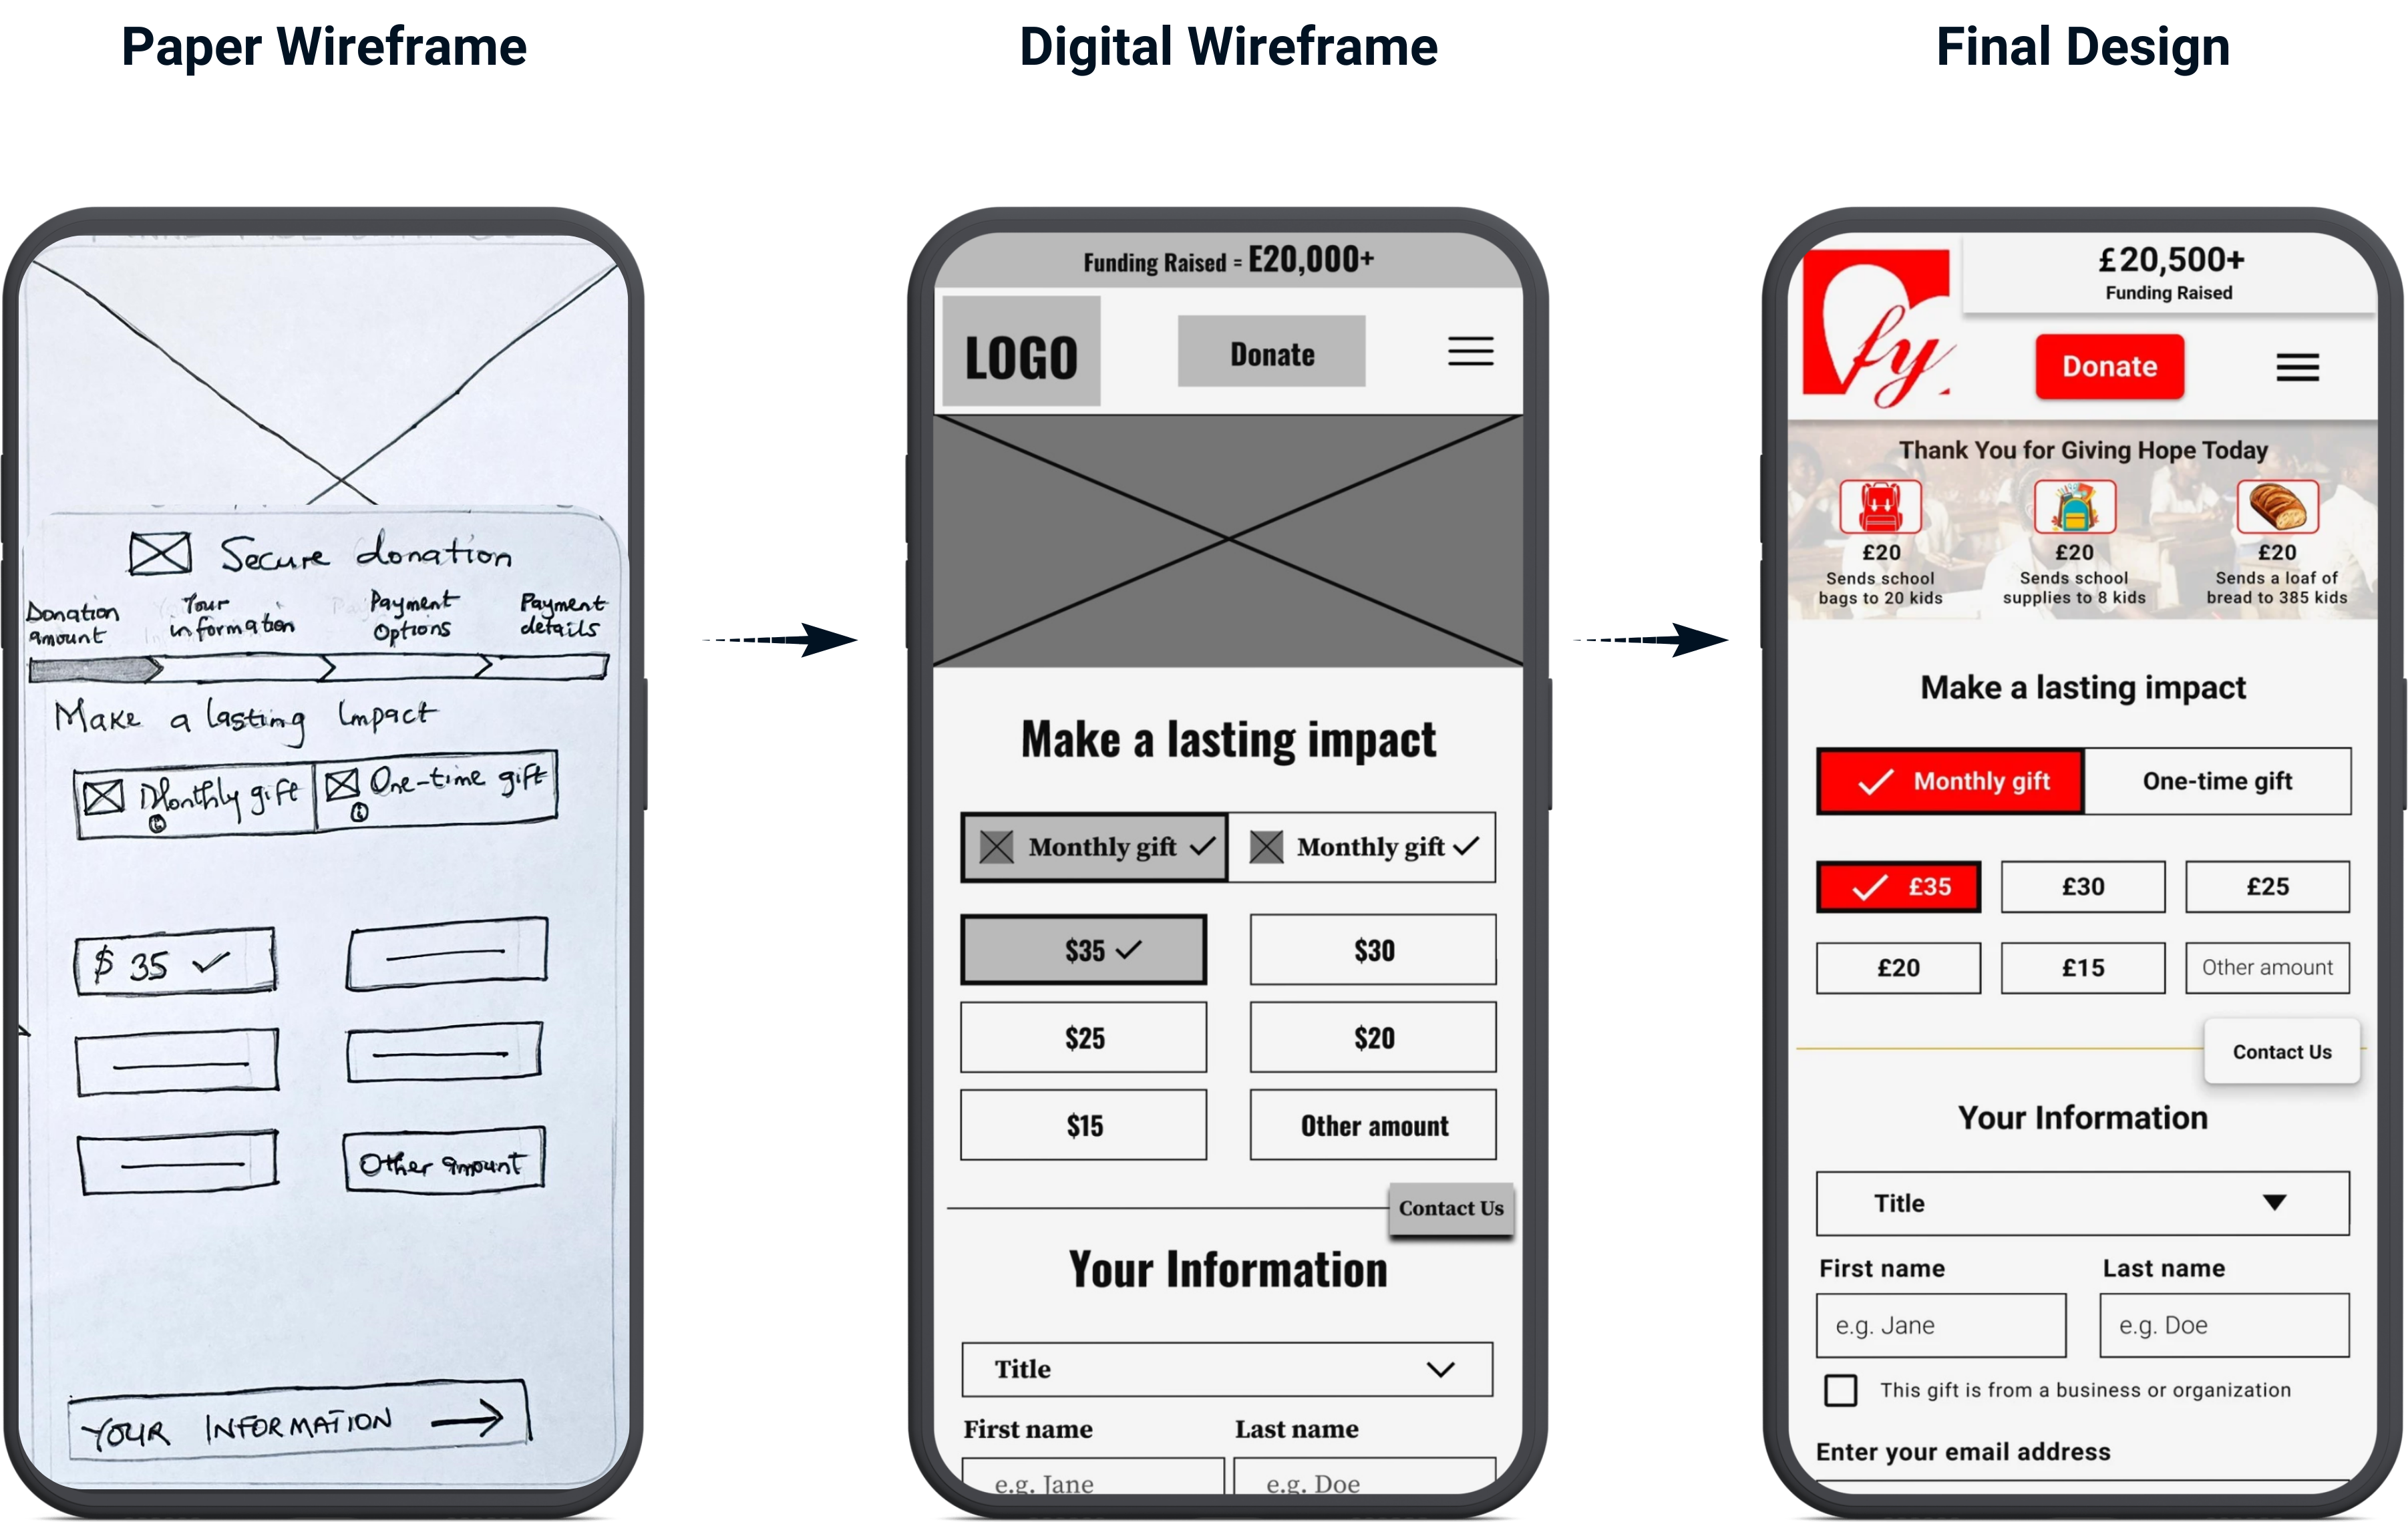 Paper Wireframe
Digital Wireframe
Final Design
Secure donation
Donation amount
Your information
Payment Options
Payment details
Make a lasting Impact
Monthly gift
One-time gift
$ 35 ✓
Other amount
YOUR INFORMATION →
Funding Raised = E20,000+
LOGO
Donate
Make a lasting impact
Monthly gift ✓
Monthly gift ✓
$35 ✓
$30
$25
$20
$15
Other amount
Contact Us
Your Information
Title
First name
Last name
e.g. Jane
e.g. Doe
fy.
£20,500+
Funding Raised
Donate
Thank You for Giving Hope Today
£20
Sends school
bags to 20 kids
£20
Sends school
supplies to 8 kids
£20
Sends a loaf of
bread to 385 kids
Make a lasting impact
✓ Monthly gift
One-time gift
✓ £35
£30
£25
£20
£15
Other amount
Contact Us
Your Information
Title
First name
Last name
e.g. Jane
e.g. Doe
This gift is from a business or organization
Enter your email address